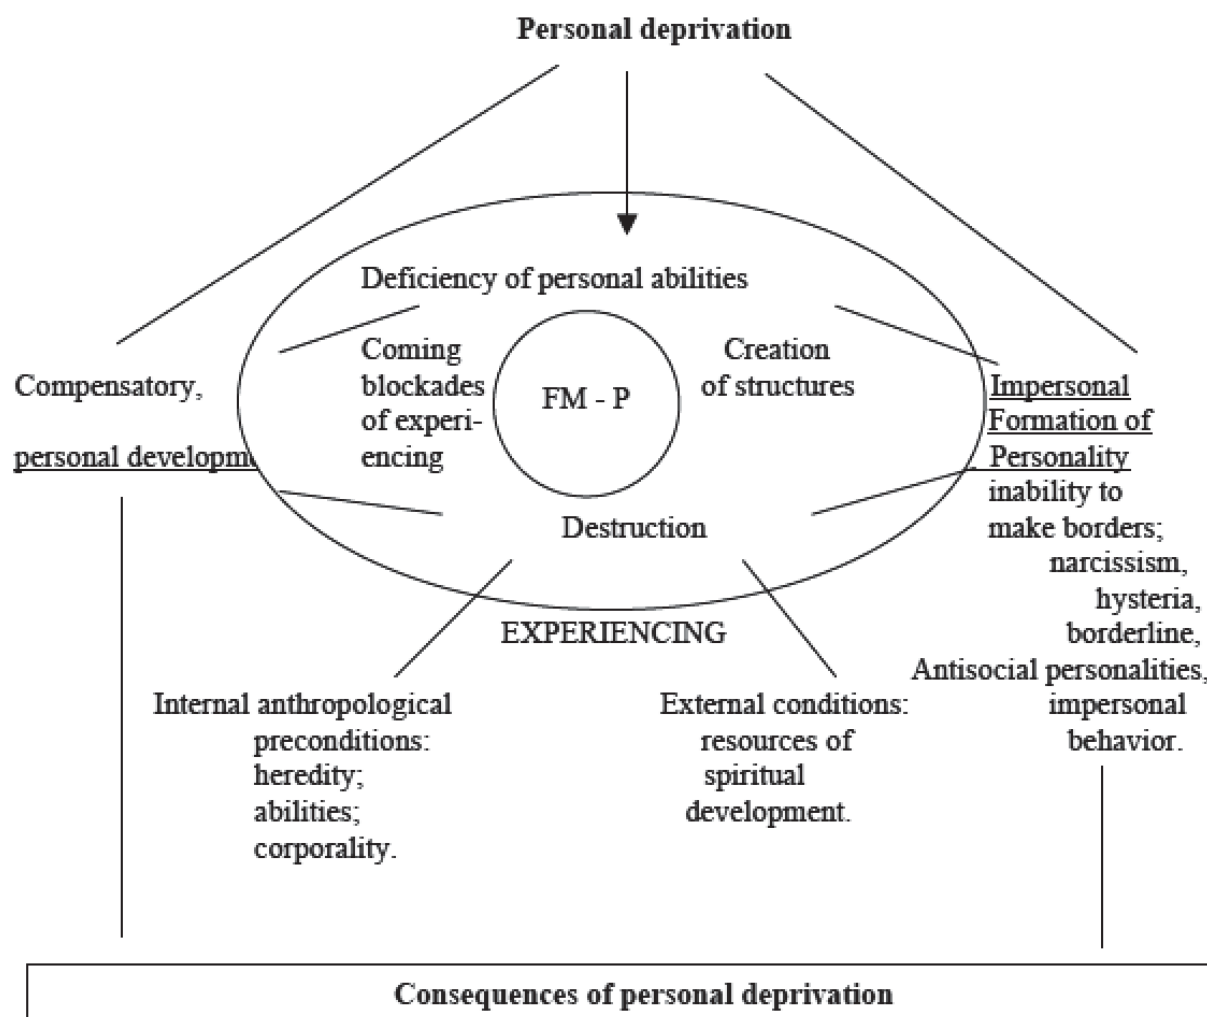 Personal deprivation
Deficiency of personal abilities
Coming
blockades
of experi-
encing
FM - P
Creation
of structures
Compensatory,
personal developm
Impersonal
Formation of
Personality
inability to
make borders;
narcissism,
hysteria,
borderline,
Antisocial personalities,
impersonal
behavior.
Destruction
EXPERIENCING
Internal anthropological
preconditions:
heredity;
abilities;
corporality.
External conditions:
resources of
spiritual
development.
Consequences of personal deprivation